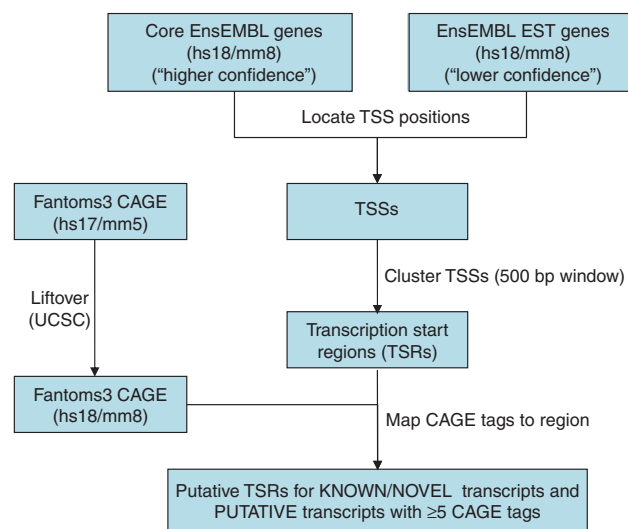 Core EnsEMBL genes
(hs18/mm8)
(“higher confidence”)
EnsEMBL EST genes
(hs18/mm8)
(“lower confidence”)
Locate TSS positions
Fantoms3 CAGE
(hs17/mm5)
TSSs
Cluster TSSs (500 bp window)
Liftover
(UCSC)
Transcription start
regions (TSRs)
Fantoms3 CAGE
(hs18/mm8)
Map CAGE tags to region
Putative TSRs for KNOWN/NOVEL transcripts and
PUTATIVE transcripts with ≥5 CAGE tags